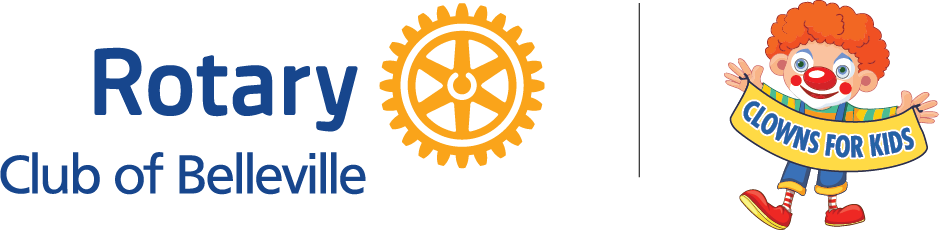 Rotary
Club of Belleville
CLOWNS FOR KIDS